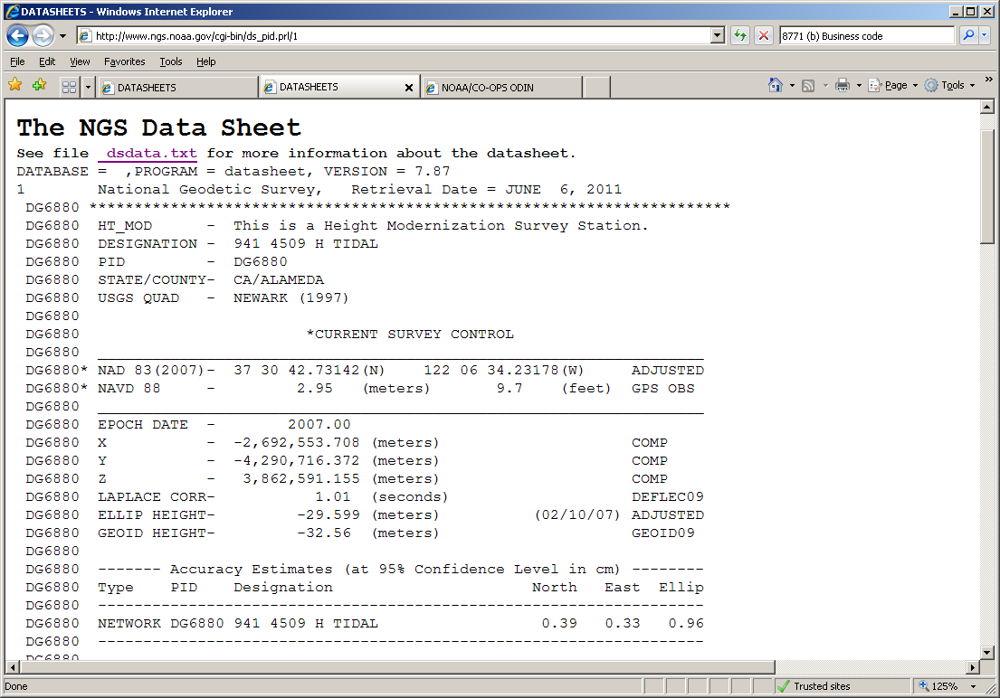 DATASHEETS - Windows Internet Explorer
http://www.ngs.noaa.gov/cgi-bin/ds_pid.prl/1
8771 (b) Business code
File Edit View Favorites Tools Help
DATASHEETS DATASHEETS NOAA/CO-OPS ODIN Page Tools
The NGS Data Sheet
See file dsdata.txt for more information about the datasheet.
DATABASE = ,PROGRAM = datasheet, VERSION = 7.87
1 National Geodetic Survey, Retrieval Date = JUNE 6, 2011
DG6880 ***********************************************************************
DG6880 HT_MOD - This is a Height Modernization Survey Station.
DG6880 DESIGNATION - 941 4509 H TIDAL
DG6880 PID - DG6880
DG6880 STATE/COUNTY- CA/ALAMEDA
DG6880 USGS QUAD - NEWARK (1997)
DG6880
DG6880 *CURRENT SURVEY CONTROL
DG6880 ___________________________________________________________________
DG6880* NAD 83(2007)- 37 30 42.73142(N) 122 06 34.23178(W) ADJUSTED
DG6880* NAVD 88 - 2.95 (meters) 9.7 (feet) GPS OBS
DG6880 ___________________________________________________________________
DG6880 EPOCH DATE - 2007.00
DG6880 X - -2,692,553.708 (meters) COMP
DG6880 Y - -4,290,716.372 (meters) COMP
DG6880 Z - 3,862,591.155 (meters) COMP
DG6880 LAPLACE CORR- 1.01 (seconds) DEFLEC09
DG6880 ELLIP HEIGHT- -29.599 (meters) (02/10/07) ADJUSTED
DG6880 GEOID HEIGHT- -32.56 (meters) GEOID09
DG6880
DG6880 ------- Accuracy Estimates (at 95% Confidence Level in cm) --------
DG6880 Type PID Designation North East Ellip
DG6880 -------------------------------------------------------------------
DG6880 NETWORK DG6880 941 4509 H TIDAL 0.39 0.33 0.96
DG6880 -------------------------------------------------------------------
DG6880
Done Trusted sites 125%